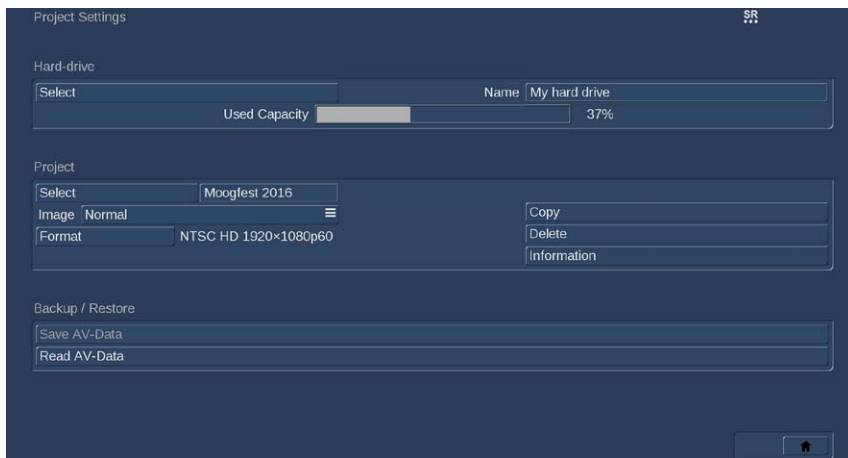 Project Settings SR
Hard-drive
Select Name My hard drive
Used Capacity 37%
Project
Select Moogfest 2016
Image Normal
Copy
Format NTSC HD 1920×1080p60 Delete
Information
Backup / Restore
Save AV-Data
Read AV-Data